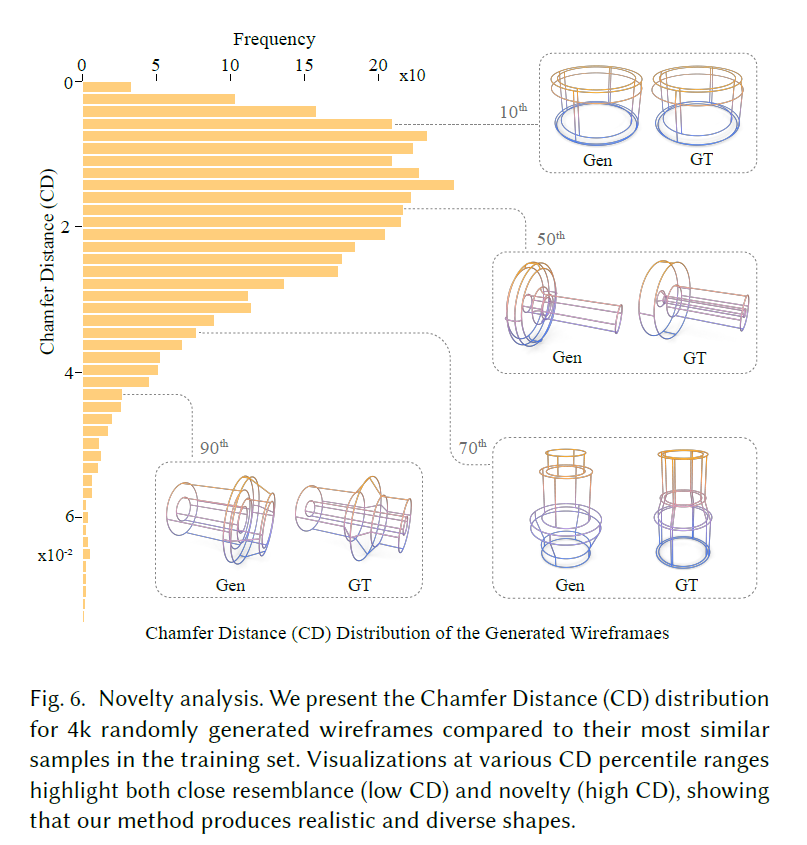 Frequency
0 5 10 15 20 x10
0
2
4
6
x10-2
Chamfer Distance (CD)
10th
Gen GT
50th
Gen GT
70th
Gen GT
90th
Gen GT
Chamfer Distance (CD) Distribution of the Generated Wireframaes
Fig. 6. Novelty analysis. We present the Chamfer Distance (CD) distribution
for 4k randomly generated wireframes compared to their most similar
samples in the training set. Visualizations at various CD percentile ranges
highlight both close resemblance (low CD) and novelty (high CD), showing
that our method produces realistic and diverse shapes.